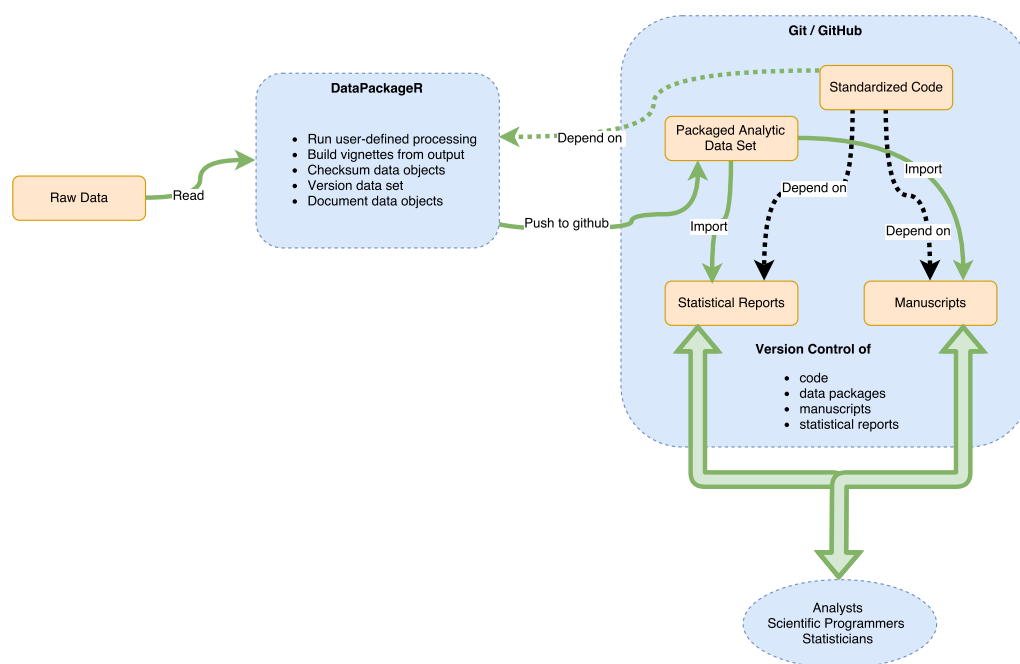 Git / GitHub
Standardized Code
DataPackageR
• Run user-defined processing
• Build vignettes from output
• Checksum data objects
• Version data set
• Document data objects
Depend on
Packaged Analytic
Data Set
Raw Data
Read
Push to github
Import
Depend on
Import
Depend on
Statistical Reports
Manuscripts
Version Control of
• code
• data packages
• manuscripts
• statistical reports
Analysts
Scientific Programmers
Statisticians